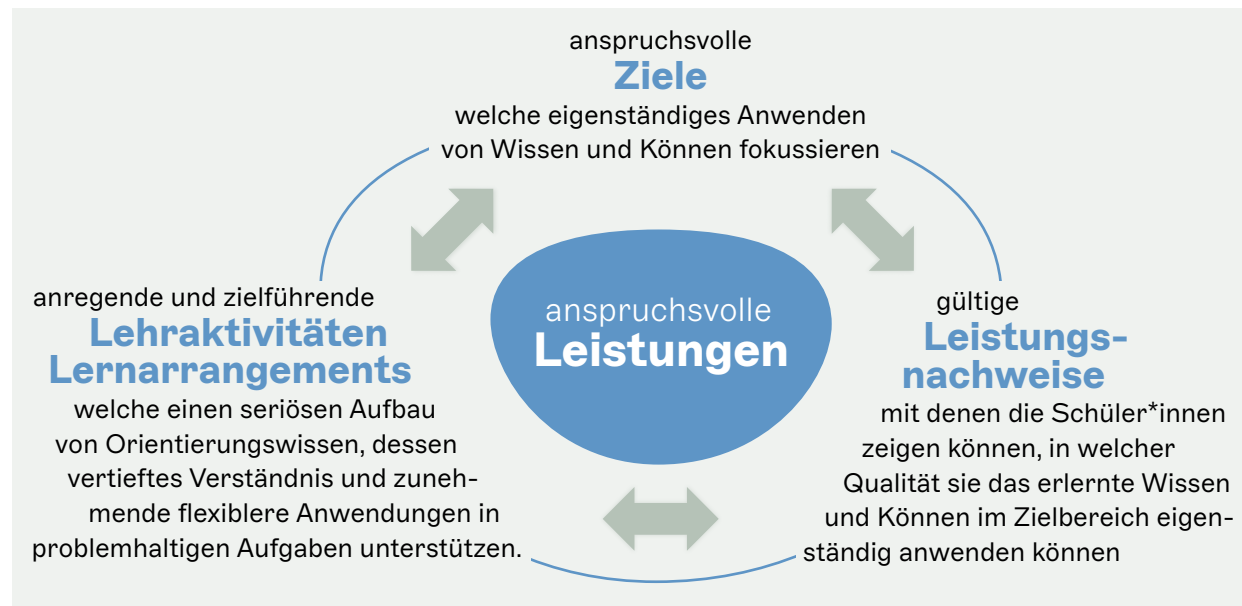 anspruchsvolle
Ziele
welche eigenständiges Anwenden
von Wissen und Können fokussieren
anregende und zielführende
Lehraktivitäten
Lernarrangements
welche einen seriösen Aufbau
von Orientierungswissen, dessen
vertieftes Verständnis und zuneh-
mende flexiblere Anwendungen in
problemhaltigen Aufgaben unterstützen.
anspruchsvolle
Leistungen
gültige
Leistungs-
nachweise
mit denen die Schüler*innen
zeigen können, in welcher
Qualität sie das erlernte Wissen
und Können im Zielbereich eigen-
ständig anwenden können